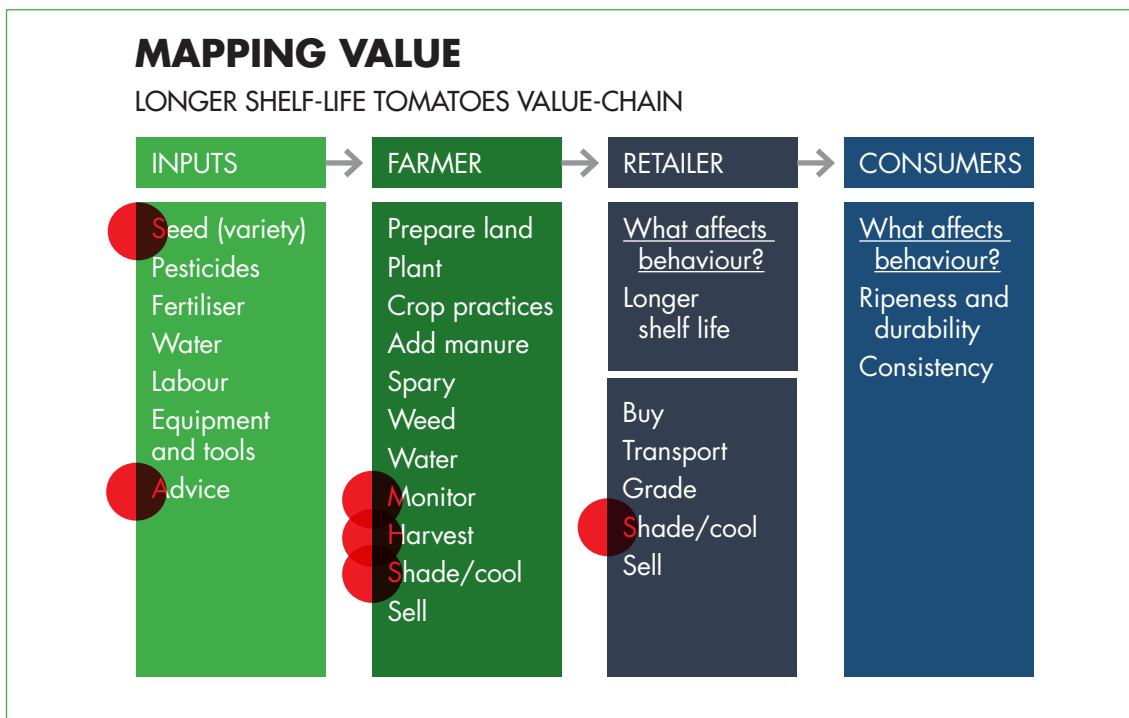 MAPPING VALUE
LONGER SHELF-LIFE TOMATOES VALUE-CHAIN
INPUTS
Seed (variety)
Pesticides
Fertiliser
Water
Labour
Equipment
and tools
Advice
FARMER
Prepare land
Plant
Crop practices
Add manure
Spary
Weed
Water
Monitor
Harvest
Shade/cool
Sell
RETAILER
What affects
behaviour?
Longer
shelf life
Buy
Transport
Grade
Shade/cool
Sell
CONSUMERS
What affects
behaviour?
Ripeness and
durability
Consistency